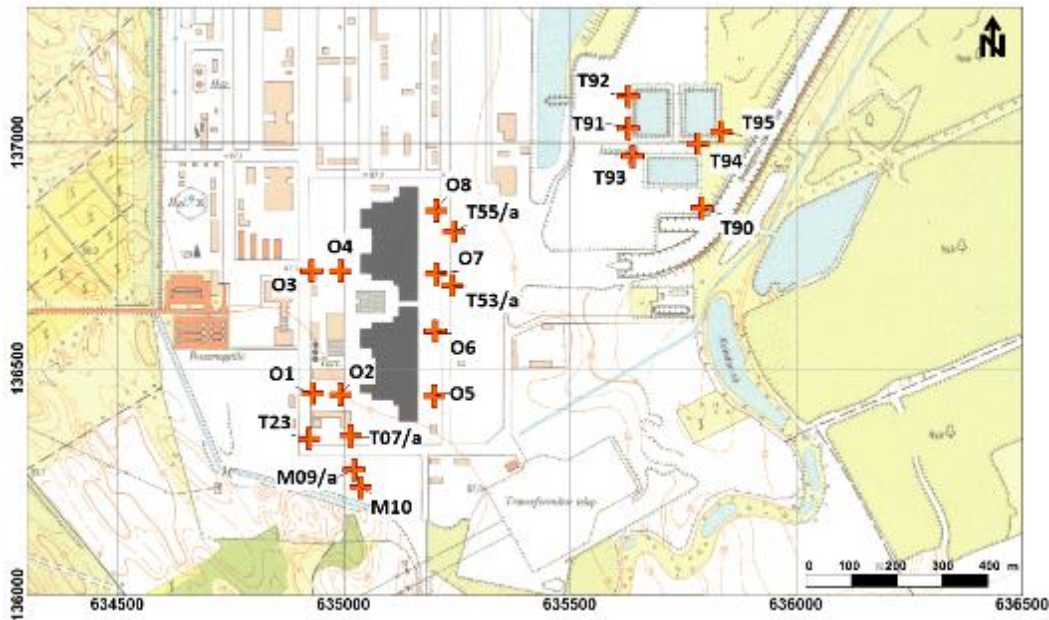 N
T92
T91
T95
T94
T93
T90
O8
T55/a
O4
O7
O3
T53/a
O6
O1
O2
O5
T23
T07/a
M09/a
M10
Transformátor telep
137000
136500
136000
0 100 200 300 400 m
634500 635000 635500 636000 636500